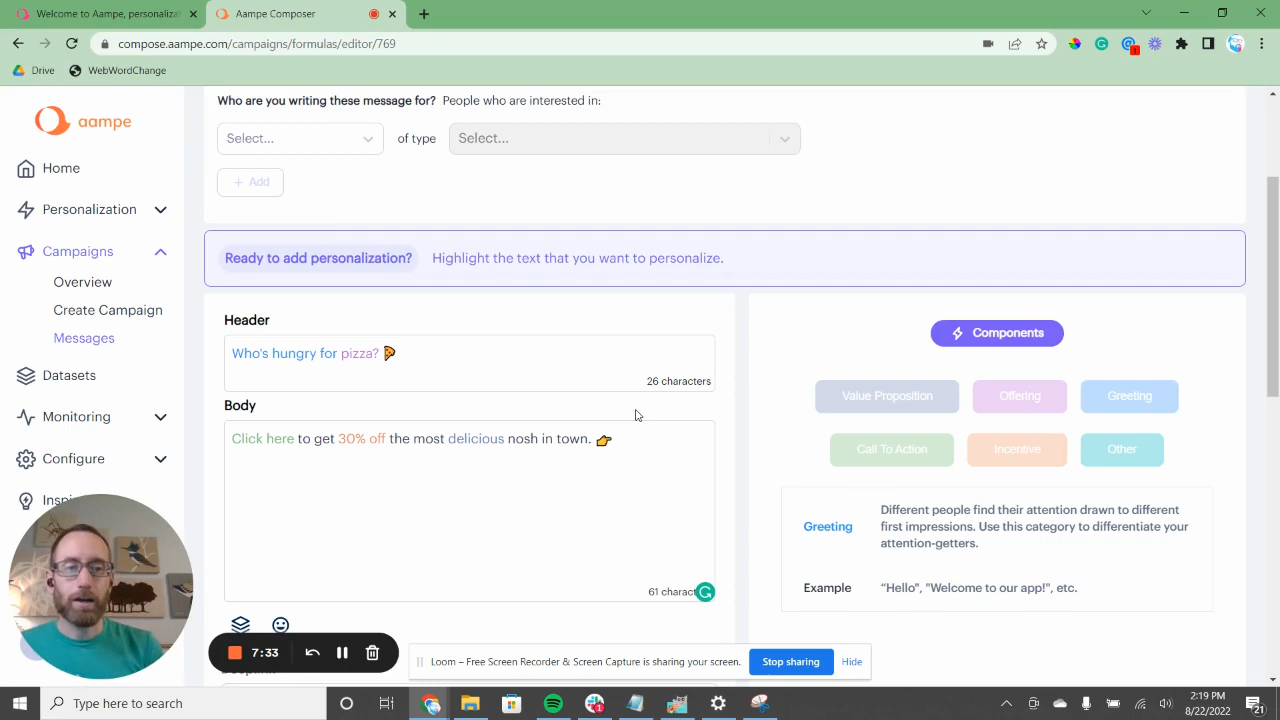 Welcome to Aampe, personaliza
Aampe Composer
compose.aampe.com/campaigns/formulas/editor/769
1
Drive
WebWordChange
aampe
Home
Personalization
Campaigns
Overview
Create Campaign
Messages
Datasets
Monitoring
Configure
Inspi
Who are you writing these message for? People who are interested in:
Select... of type Select...
+ Add
Ready to add personalization? Highlight the text that you want to personalize.
Header
Who's hungry for pizza? 🍕
26 characters
Body
Click here to get 30% off the most delicious nosh in town. 👉
61 charact
Components
Value Proposition Offering Greeting
Call To Action Incentive Other
Greeting Different people find their attention drawn to different
first impressions. Use this category to differentiate your
attention-getters.
Example “Hello", "Welcome to our app!", etc.
7:33
Loom – Free Screen Recorder & Screen Capture is sharing your screen. Stop sharing Hide
Type here to search
2:19 PM
8/22/2022
21